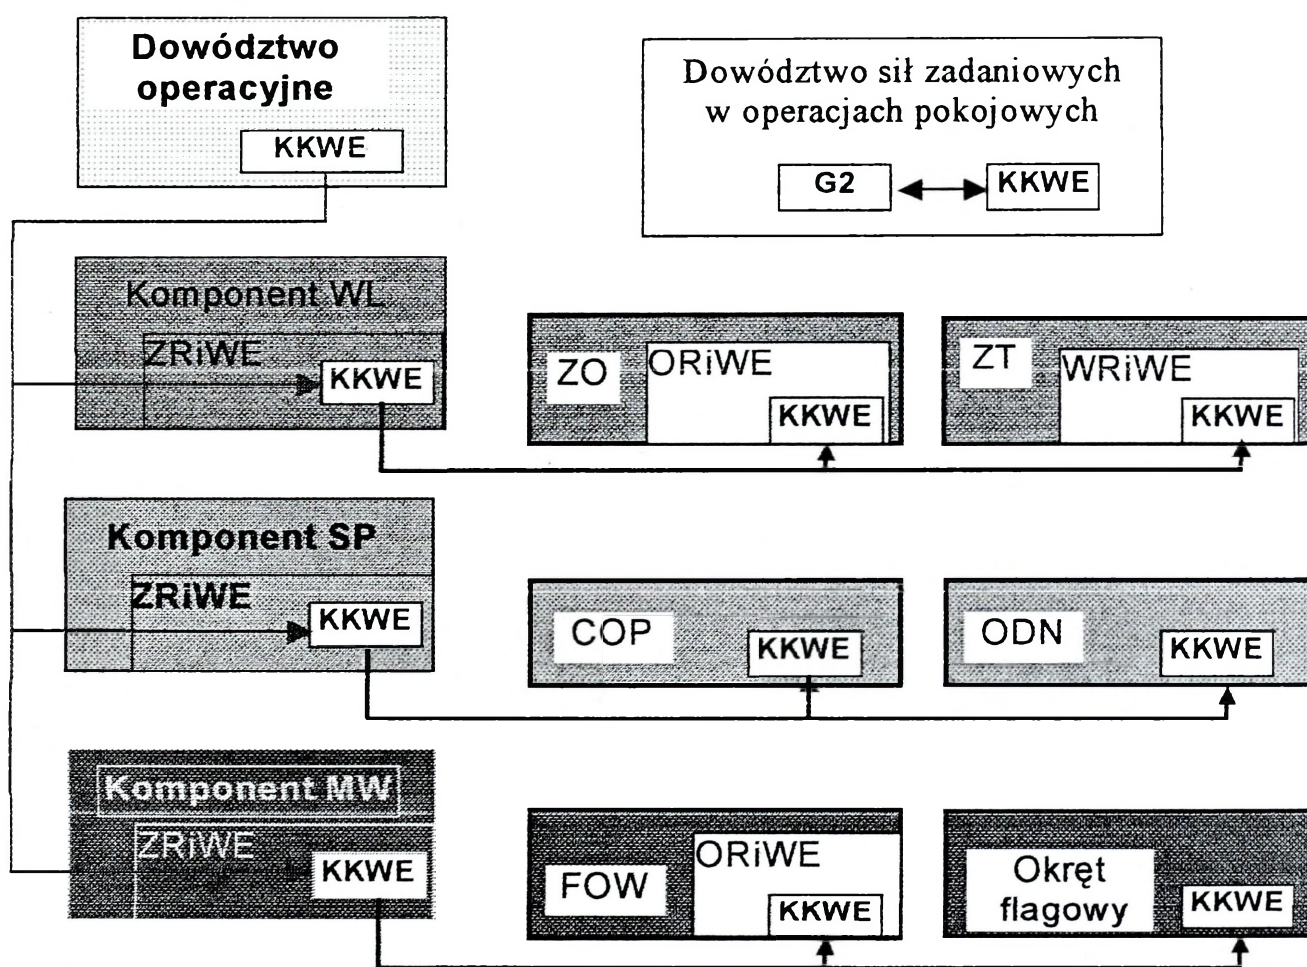 Dowództwo
operacyjne
KKWE
Dowództwo sił zadaniowych
w operacjach pokojowych
G2
KKWE
Komponent WL
ZRiWE
KKWE
ZO
ORiWE
KKWE
ZT
WRiWE
KKWE
Komponent SP
ZRiWE
KKWE
COP
KKWE
ODN
KKWE
Komponent MW
ZRiWE
KKWE
FOW
ORiWE
KKWE
Okręt
flagowy
KKWE